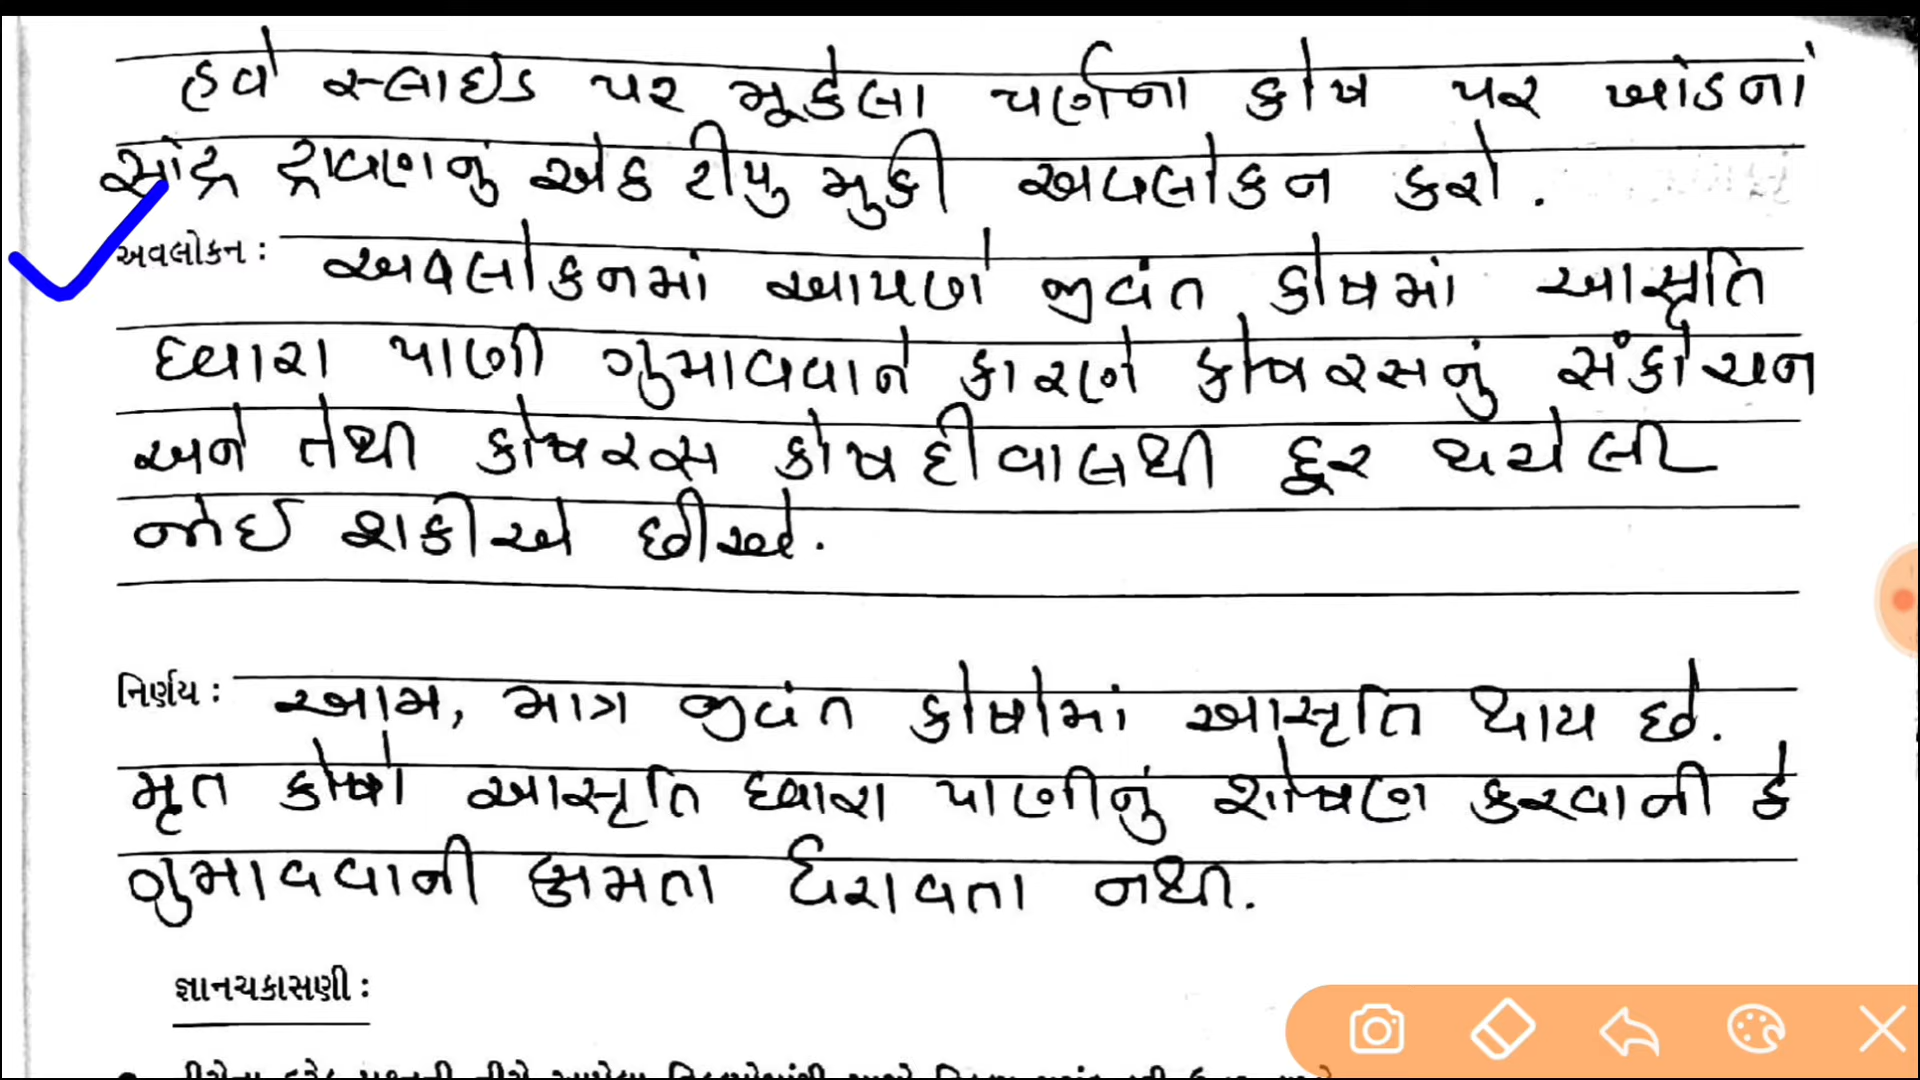 હવે સ્લાઈડ પર મૂકેલા પર્ણના કોષ પર ખાંડનાં
સાંદ્ર દ્રાવણનું એક ટીપુ મુકી અવલોકન કરો.
અવલોકન : અવલોકનમાં આપણે જીવંત કોષમાં આસૃતિ
ધ્વારા પાણી ગુમાવવાને કારણે કોષરસનું સંકોચન
અને તેથી કોષરસ કોષદીવાલથી દૂર થયેલી
જોઈ શકીએ છીએ.
નિર્ણય : આમ, માત્ર જીવંત કોષોમાં આસૃતિ થાય છે.
મૃત કોષો આસૃતિ ધ્વારા પાણીનું શોષણ કરવાની કે
ગુમાવવાની ક્ષમતા ધરાવતા નથી.
જ્ઞાનચકાસણી :